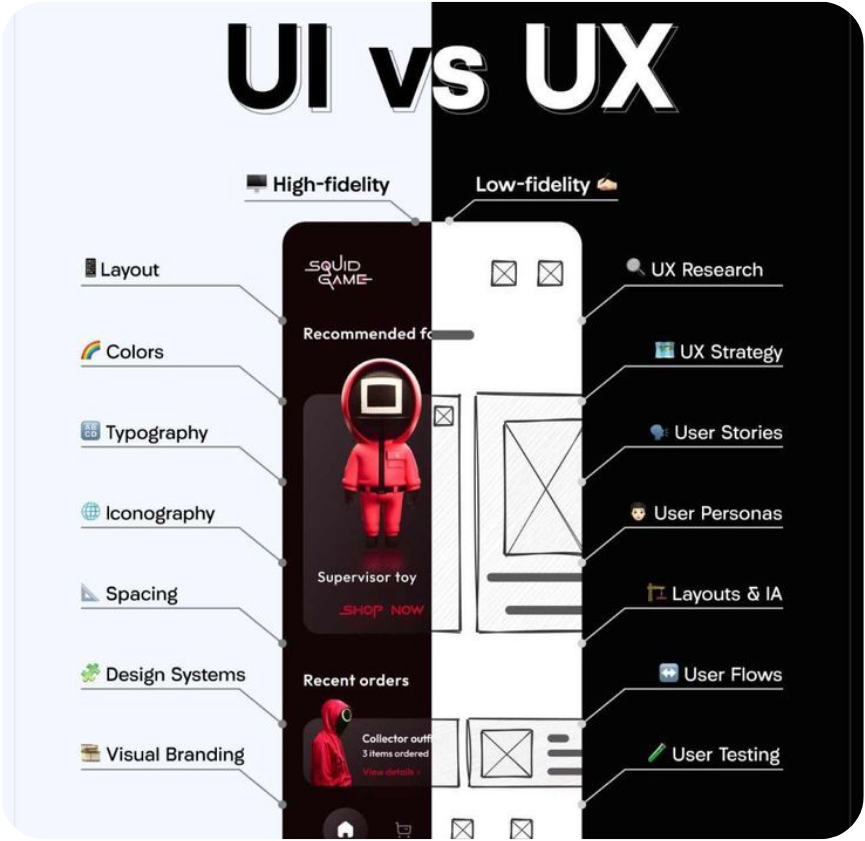 UI vs UX
High-fidelity
Low-fidelity
Layout
Colors
Typography
Iconography
Spacing
Design Systems
Visual Branding
SQUID
GAME
Recommended fo
Supervisor toy
SHOP NOW
Recent orders
Collector outf
3 items ordered
View details >
UX Research
UX Strategy
User Stories
User Personas
Layouts & IA
User Flows
User Testing